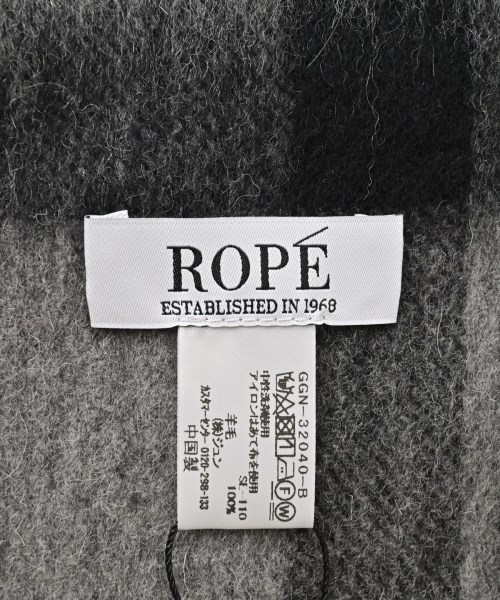 ROPÉ
ESTABLISHED IN 1968
GGN-32040-B
中性洗剤使用
アイロンはあて布を使用
SE-110
羊毛 100%
(株)ジュン
カスタマーセンター 0120-298-133
中国製